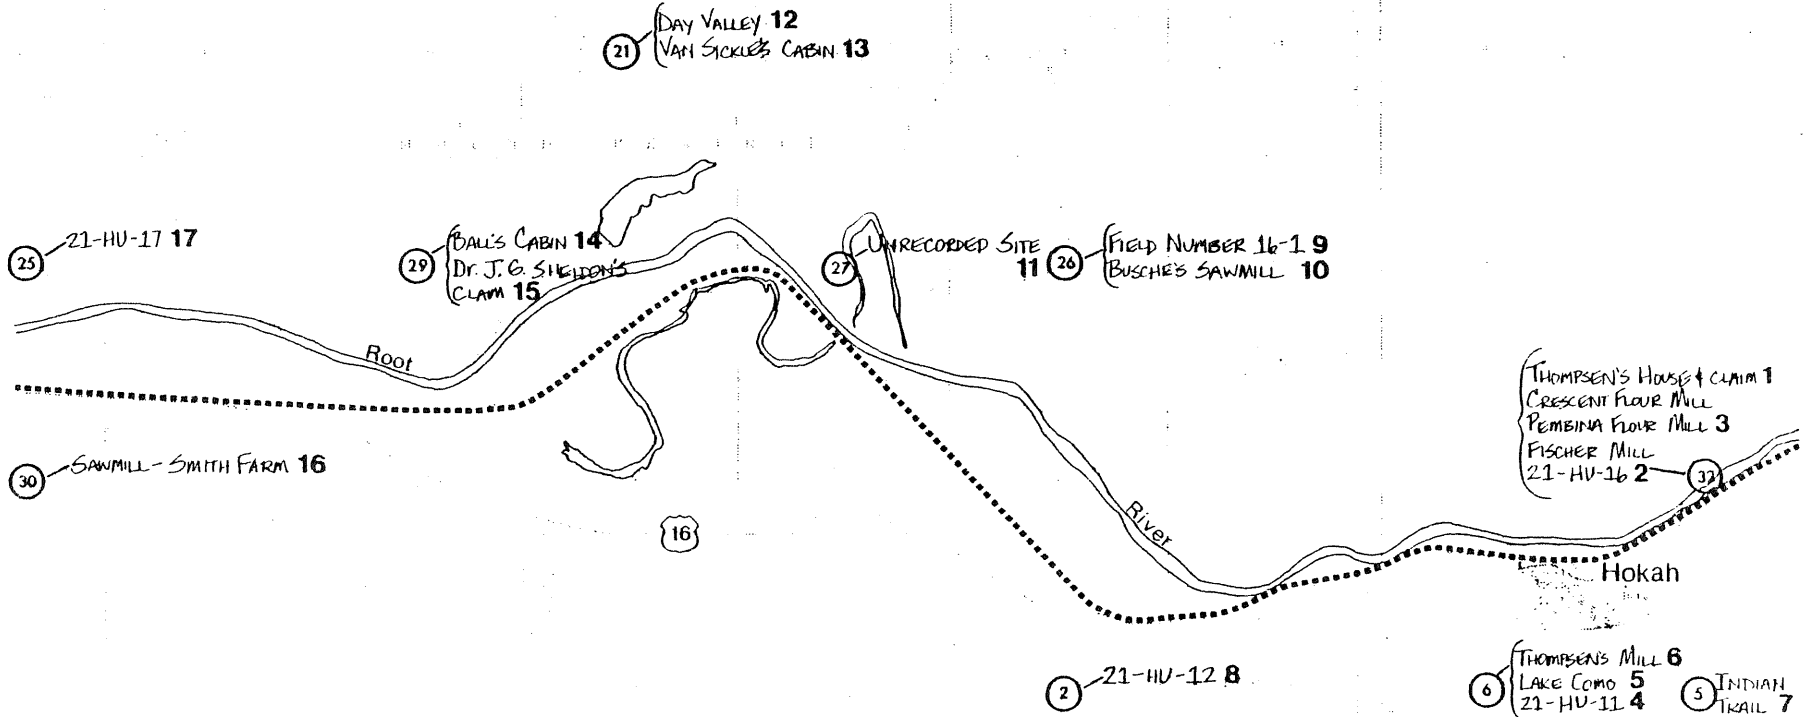 DAY VALLEY 12
21 VAN SICKLE'S CABIN 13
25 21-HU-17 17
29 BALL'S CABIN 14
Dr. J. G. SHELDON'S
CLAIM 15
27 UNRECORDED SITE
11
26 FIELD NUMBER 16-1 9
BUSCHE'S SAWMILL 10
Root
THOMPSEN'S HOUSE & CLAIM 1
CRESCENT FLOUR MILL
PEMBINA FLOUR MILL 3
FISCHER MILL
21-HU-16 2
30 SAWMILL - SMITH FARM 16
16
River
Hokah
2 21-HU-12 8
6 THOMPSEN'S MILL 6
LAKE COMO 5
21-HU-11 4
5 INDIAN
TRAIL 7